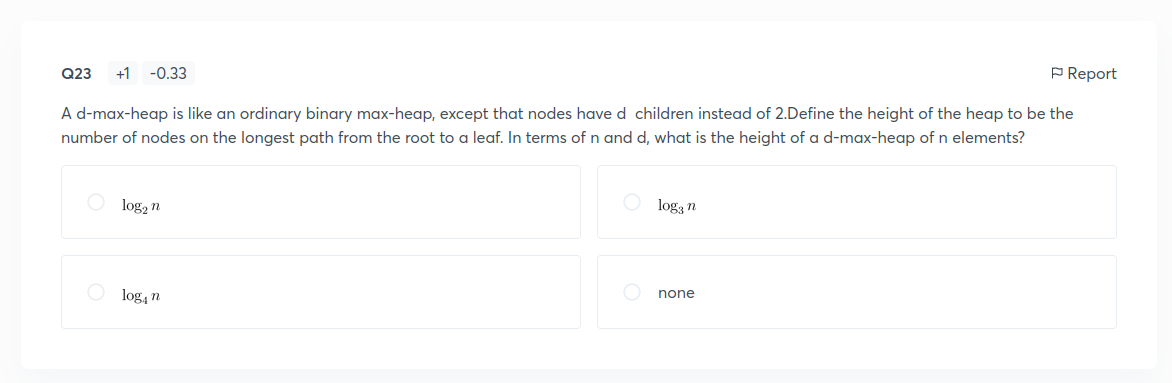 Q23 +1 -0.33 Report
A d-max-heap is like an ordinary binary max-heap, except that nodes have d children instead of 2.Define the height of the heap to be the
number of nodes on the longest path from the root to a leaf. In terms of n and d, what is the height of a d-max-heap of n elements?
log₂ n
log₃ n
log₄ n
none